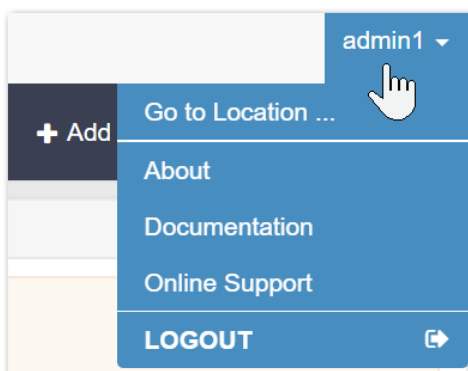 admin1
Go to Location ...
Add
About
Documentation
Online Support
LOGOUT